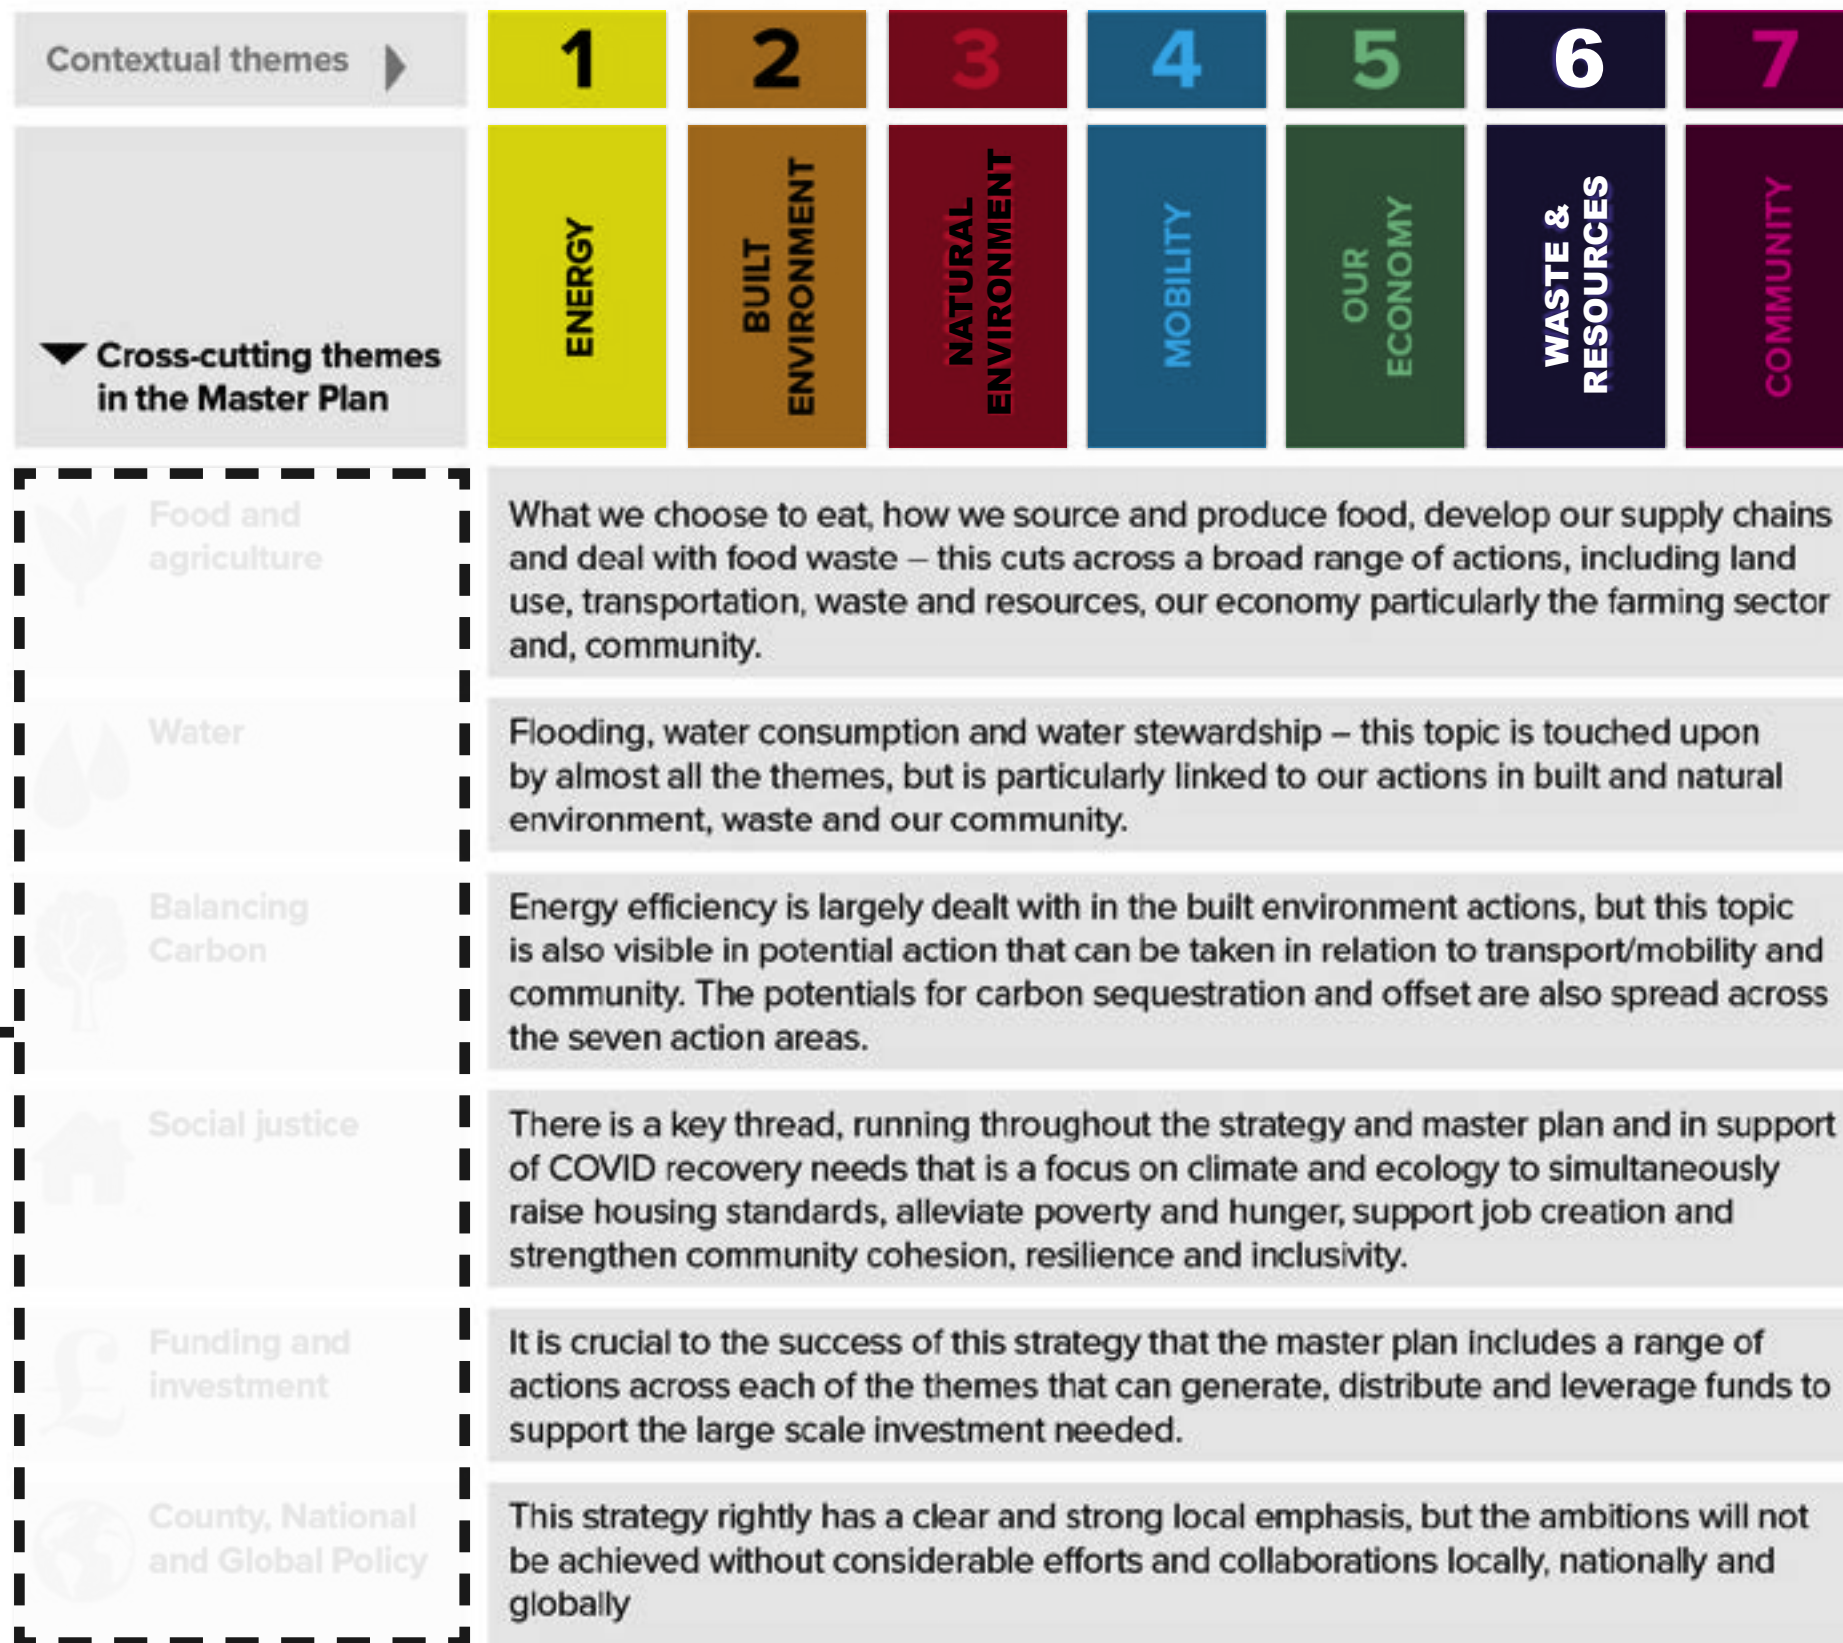 Contextual themes
1
2
3
4
5
6
7
Cross-cutting themes
in the Master Plan
ENERGY
BUILT
ENVIRONMENT
NATURAL
ENVIRONMENT
MOBILITY
OUR
ECONOMY
WASTE &
RESOURCES
COMMUNITY
Food and
agriculture
What we choose to eat, how we source and produce food, develop our supply chains
and deal with food waste – this cuts across a broad range of actions, including land
use, transportation, waste and resources, our economy particularly the farming sector
and, community.
Water
Flooding, water consumption and water stewardship – this topic is touched upon
by almost all the themes, but is particularly linked to our actions in built and natural
environment, waste and our community.
Balancing
Carbon
Energy efficiency is largely dealt with in the built environment actions, but this topic
is also visible in potential action that can be taken in relation to transport/mobility and
community. The potentials for carbon sequestration and offset are also spread across
the seven action areas.
Social justice
There is a key thread, running throughout the strategy and master plan and in support
of COVID recovery needs that is a focus on climate and ecology to simultaneously
raise housing standards, alleviate poverty and hunger, support job creation and
strengthen community cohesion, resilience and inclusivity.
£
Funding and
investment
It is crucial to the success of this strategy that the master plan includes a range of
actions across each of the themes that can generate, distribute and leverage funds to
support the large scale investment needed.
County, National
and Global Policy
This strategy rightly has a clear and strong local emphasis, but the ambitions will not
be achieved without considerable efforts and collaborations locally, nationally and
globally